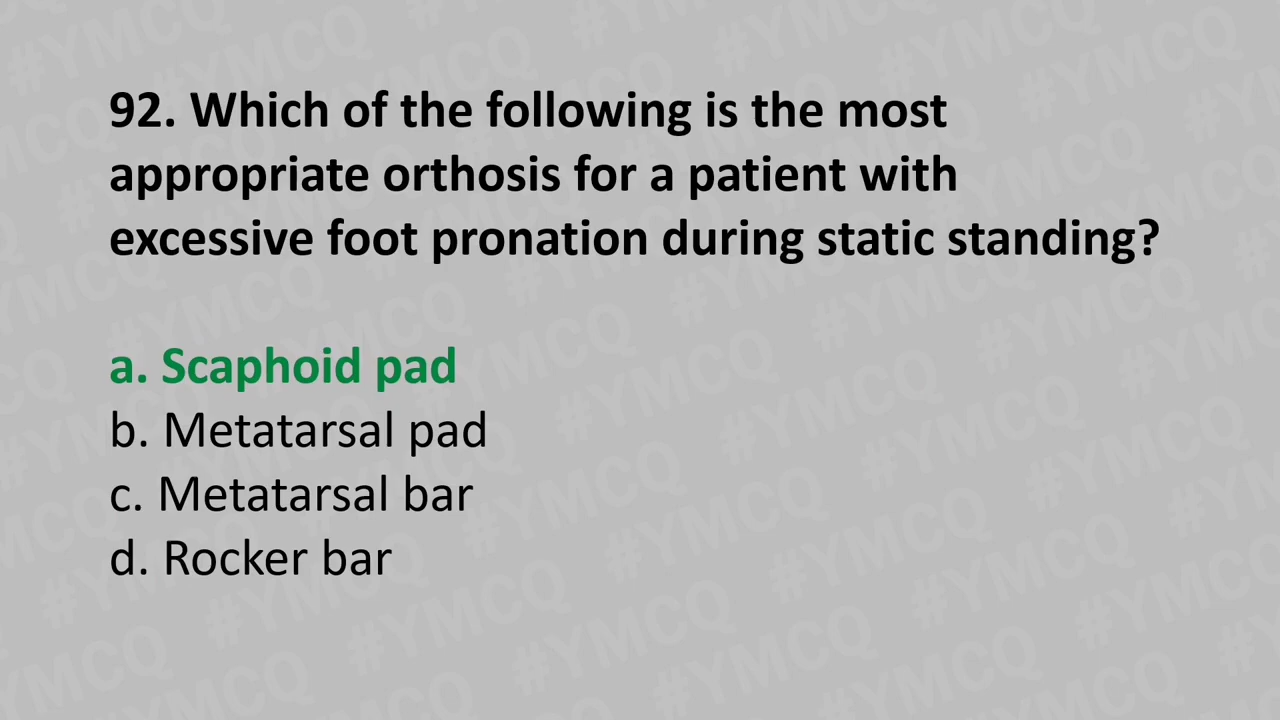 92. Which of the following is the most
appropriate orthosis for a patient with
excessive foot pronation during static standing?
a. Scaphoid pad
b. Metatarsal pad
c. Metatarsal bar
d. Rocker bar
#YMCQ